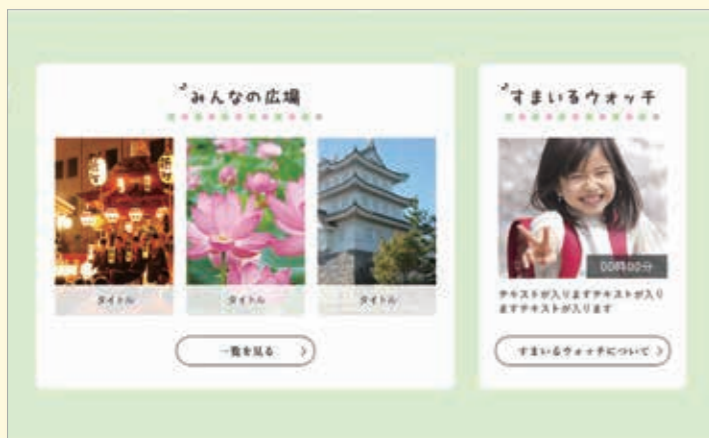 みんなの広場
タイトル
タイトル
タイトル
一覧を見る
すまいるウォッチ
00時00分
テキストが入りますテキストが入り
ますテキストが入ります
すまいるウォッチについて